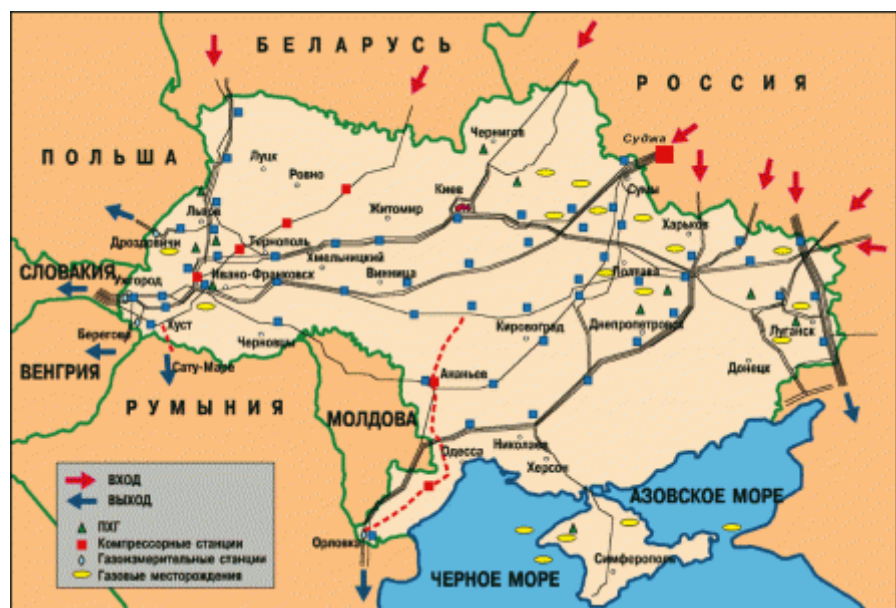 БЕЛАРУСЬ
РОССИЯ
ПОЛЬША
Чернигов
Суджа
Луцк
Ровно
Киев
Сумы
Львов
Житомир
Дроздовичи
Тернополь
Харьков
Хмельницкий
СЛОВАКИЯ
Ужгород
Ивано-Франковск
Винница
Полтава
Берегово
Хуст
Черновцы
Кировоград
Днепропетровск
Луганск
ВЕНГРИЯ
Сату-Маре
Ананьев
Донецк
РУМЫНИЯ
МОЛДОВА
Одесса
Николаев
Херсон
АЗОВСКОЕ МОРЕ
Орловка
Симферополь
ЧЕРНОЕ МОРЕ
ВХОД
ВЫХОД
ПХГ
Компрессорные станции
Газоизмерительные станции
Газовые месторождения